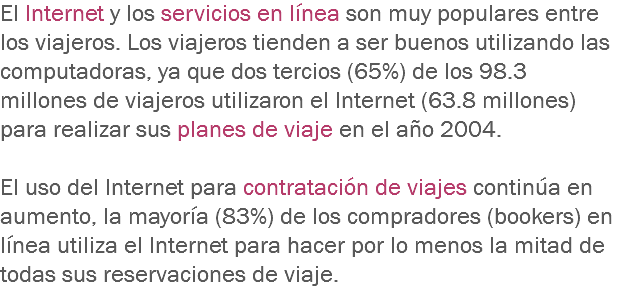 El Internet y los servicios en línea son muy populares entre
los viajeros. Los viajeros tienden a ser buenos utilizando las
computadoras, ya que dos tercios (65%) de los 98.3
millones de viajeros utilizaron el Internet (63.8 millones)
para realizar sus planes de viaje en el año 2004.
El uso del Internet para contratación de viajes continúa en
aumento, la mayoría (83%) de los compradores (bookers) en
línea utiliza el Internet para hacer por lo menos la mitad de
todas sus reservaciones de viaje.